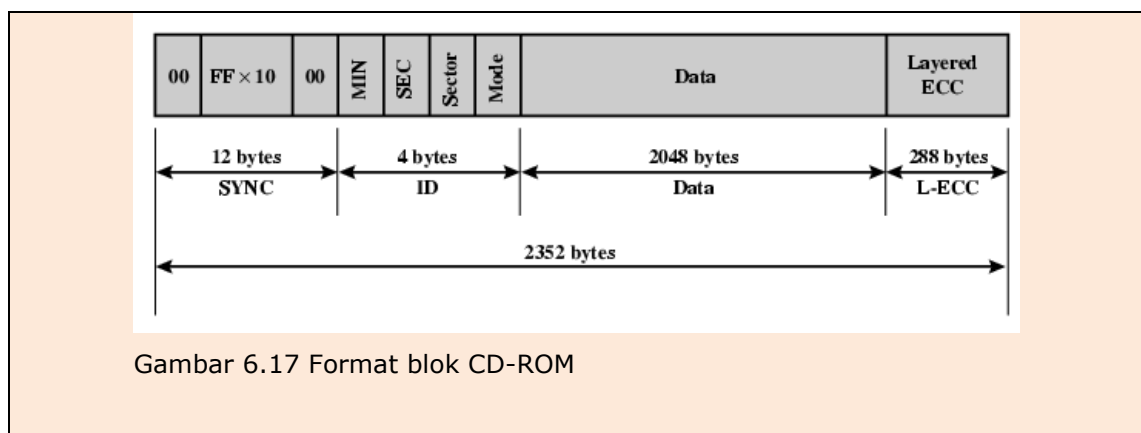 00 FF × 10 00 MIN SEC Sector Mode Data Layered ECC
12 bytes 4 bytes 2048 bytes 288 bytes
SYNC ID Data L-ECC
2352 bytes
Gambar 6.17 Format blok CD-ROM